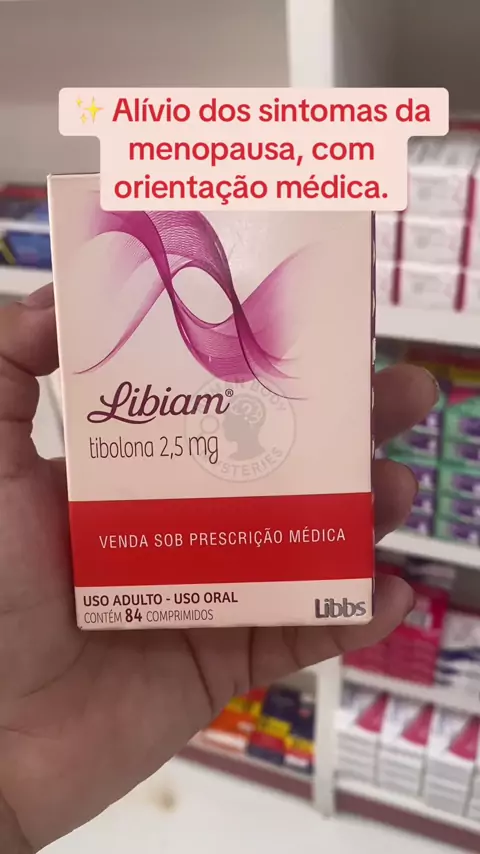 ✨ Alívio dos sintomas da
menopausa, com
orientação médica.
Libiam®
tibolona 2,5 mg
VENDA SOB PRESCRIÇÃO MÉDICA
USO ADULTO - USO ORAL
CONTÉM 84 COMPRIMIDOS
Libbs